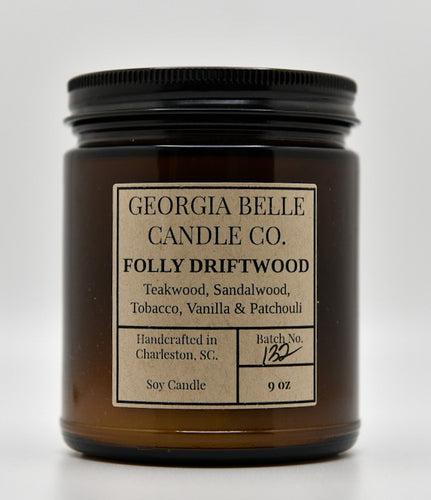 GEORGIA BELLE
CANDLE CO.
FOLLY DRIFTWOOD
Teakwood, Sandalwood,
Tobacco, Vanilla & Patchouli
Handcrafted in
Charleston, SC.
Soy Candle
Batch No.
132
9 oz